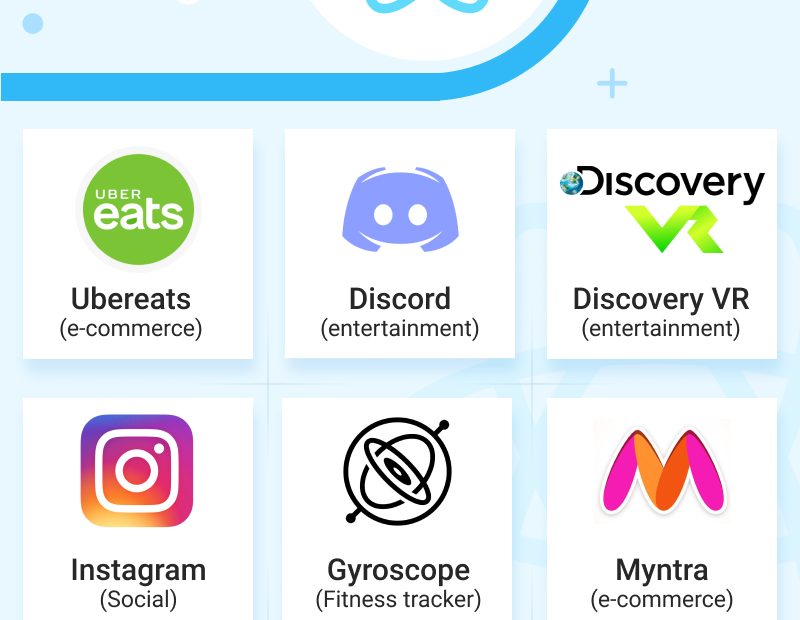 UBER
eats
Discovery
VR
Ubereats
(e-commerce)
Discord
(entertainment)
Discovery VR
(entertainment)
Instagram
(Social)
Gyroscope
(Fitness tracker)
Myntra
(e-commerce)